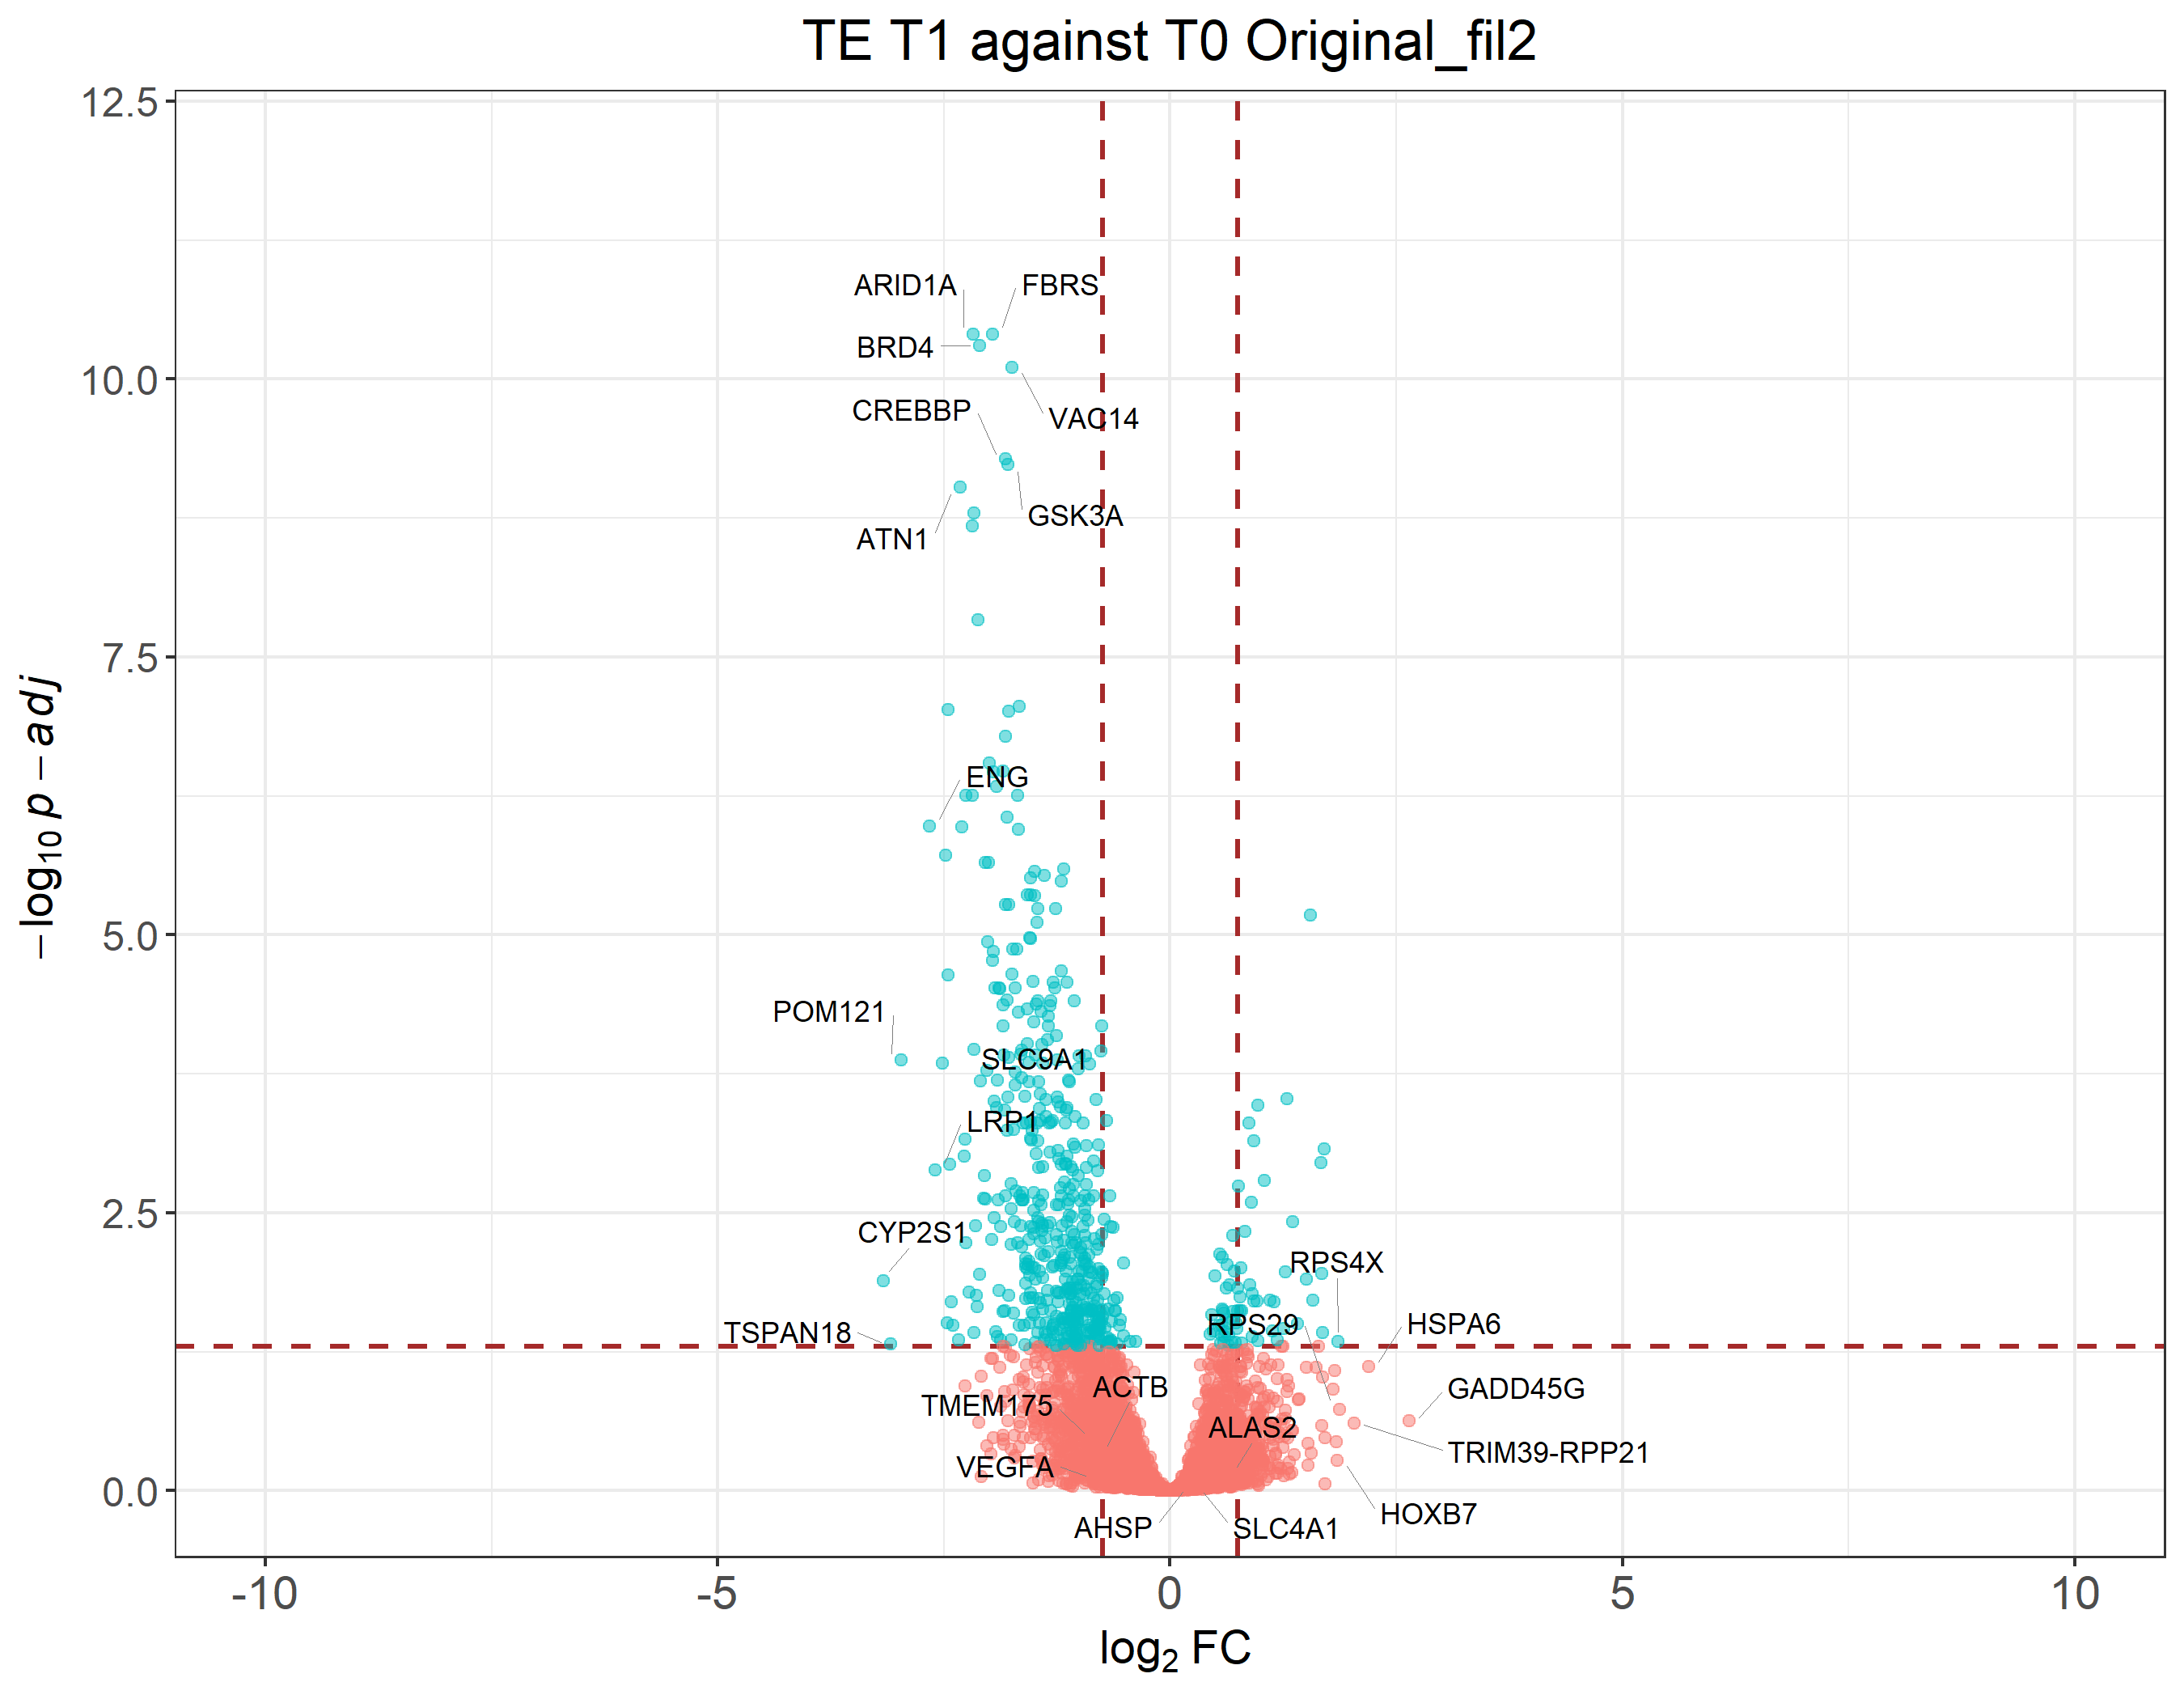 TE T1 against T0 Original_fil2
12.5
ARID1A
FBRS
BRD4
10.0
CREBBP
VAC14
GSK3A
ATN1
7.5
−log10 p − adj
ENG
5.0
POM121
SLC9A1
LRP1
2.5
CYP2S1
RPS4X
TSPAN18
RPS29
HSPA6
ACTB
GADD45G
TMEM175
ALAS2
TRIM39-RPP21
VEGFA
0.0
HOXB7
AHSP
SLC4A1
-10
-5
0
5
10
log2 FC